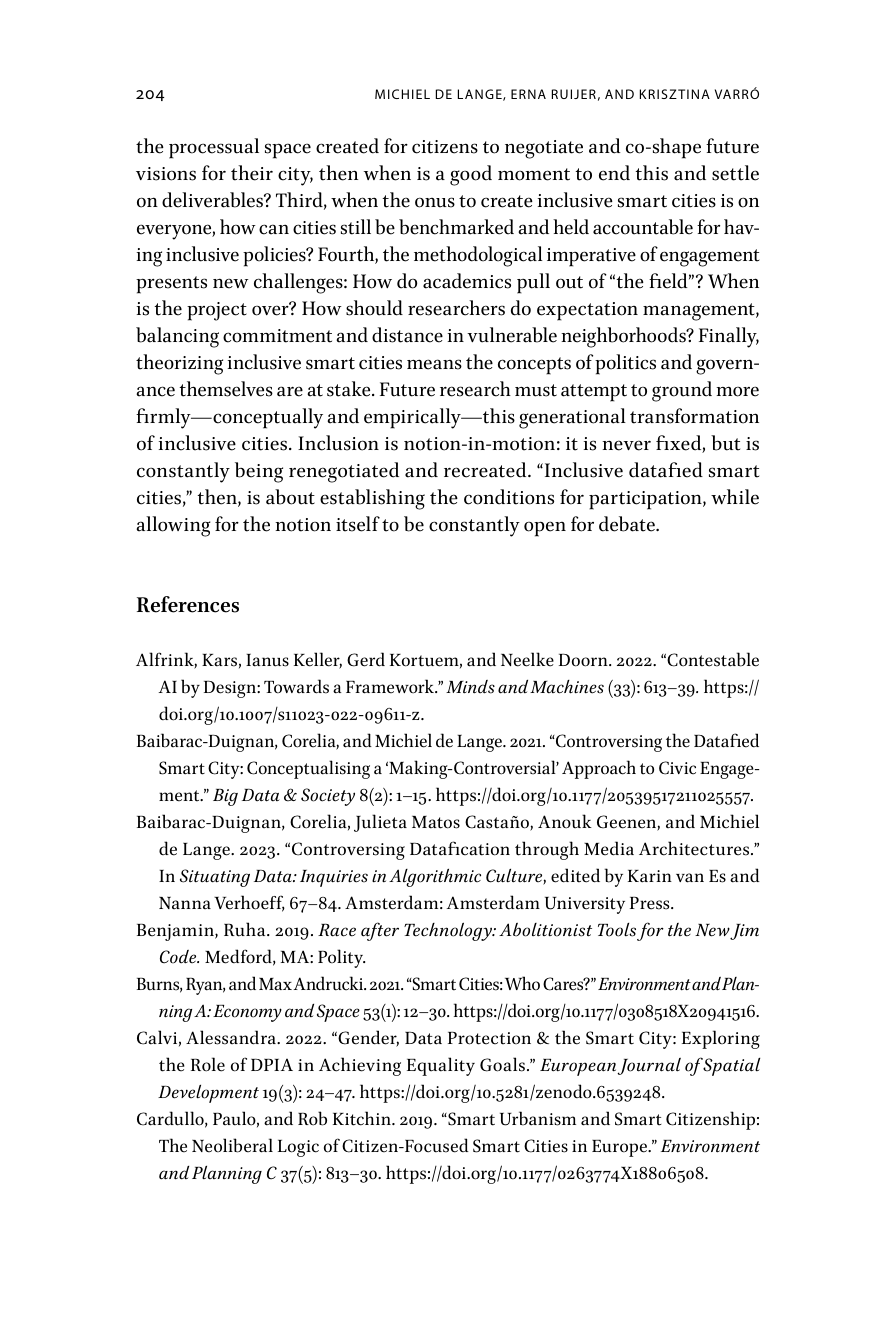 204 MICHIEL DE LANGE, ERNA RUIJER, AND KRISZTINA VARRÓ
the processual space created for citizens to negotiate and co-shape future
visions for their city, then when is a good moment to end this and settle
on deliverables? Third, when the onus to create inclusive smart cities is on
everyone, how can cities still be benchmarked and held accountable for hav-
ing inclusive policies? Fourth, the methodological imperative of engagement
presents new challenges: How do academics pull out of “the field”? When
is the project over? How should researchers do expectation management,
balancing commitment and distance in vulnerable neighborhoods? Finally,
theorizing inclusive smart cities means the concepts of politics and govern-
ance themselves are at stake. Future research must attempt to ground more
firmly—conceptually and empirically—this generational transformation
of inclusive cities. Inclusion is notion-in-motion: it is never fixed, but is
constantly being renegotiated and recreated. “Inclusive datafied smart
cities,” then, is about establishing the conditions for participation, while
allowing for the notion itself to be constantly open for debate.
References
Alfrink, Kars, Ianus Keller, Gerd Kortuem, and Neelke Doorn. 2022. “Contestable
AI by Design: Towards a Framework.” Minds and Machines (33): 613–39. https://
doi.org/10.1007/s11023-022-09611-z.
Baibarac-Duignan, Corelia, and Michiel de Lange. 2021. “Controversing the Datafied
Smart City: Conceptualising a ‘Making-Controversial’ Approach to Civic Engage-
ment.” Big Data & Society 8(2): 1–15. https://doi.org/10.1177/20539517211025557.
Baibarac-Duignan, Corelia, Julieta Matos Castaño, Anouk Geenen, and Michiel
de Lange. 2023. “Controversing Datafication through Media Architectures.”
In Situating Data: Inquiries in Algorithmic Culture, edited by Karin van Es and
Nanna Verhoeff, 67–84. Amsterdam: Amsterdam University Press.
Benjamin, Ruha. 2019. Race after Technology: Abolitionist Tools for the New Jim
Code. Medford, MA: Polity.
Burns, Ryan, and Max Andrucki. 2021. “Smart Cities: Who Cares?” Environment and Plan-
ning A: Economy and Space 53(1): 12–30. https://doi.org/10.1177/0308518X20941516.
Calvi, Alessandra. 2022. “Gender, Data Protection & the Smart City: Exploring
the Role of DPIA in Achieving Equality Goals.” European Journal of Spatial
Development 19(3): 24–47. https://doi.org/10.5281/zenodo.6539248.
Cardullo, Paulo, and Rob Kitchin. 2019. “Smart Urbanism and Smart Citizenship:
The Neoliberal Logic of Citizen-Focused Smart Cities in Europe.” Environment
and Planning C 37(5): 813–30. https://doi.org/10.1177/0263774X18806508.